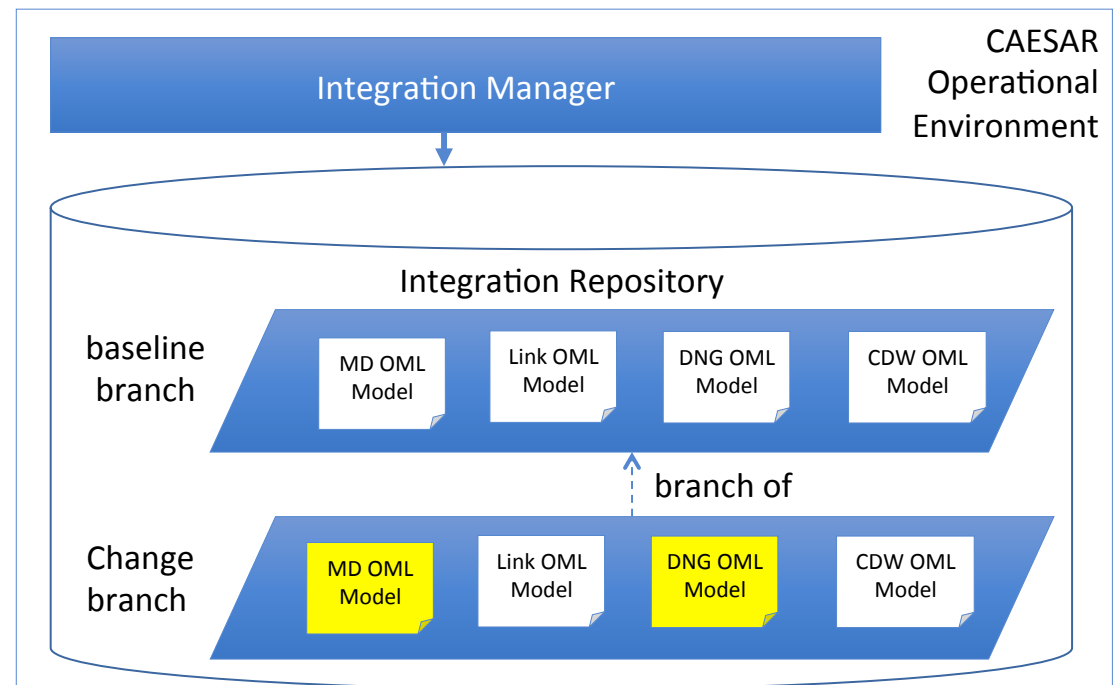 CAESAR
Operational
Environment
Integration Manager
Integration Repository
baseline
branch
MD OML
Model
Link OML
Model
DNG OML
Model
CDW OML
Model
branch of
Change
branch
MD OML
Model
Link OML
Model
DNG OML
Model
CDW OML
Model